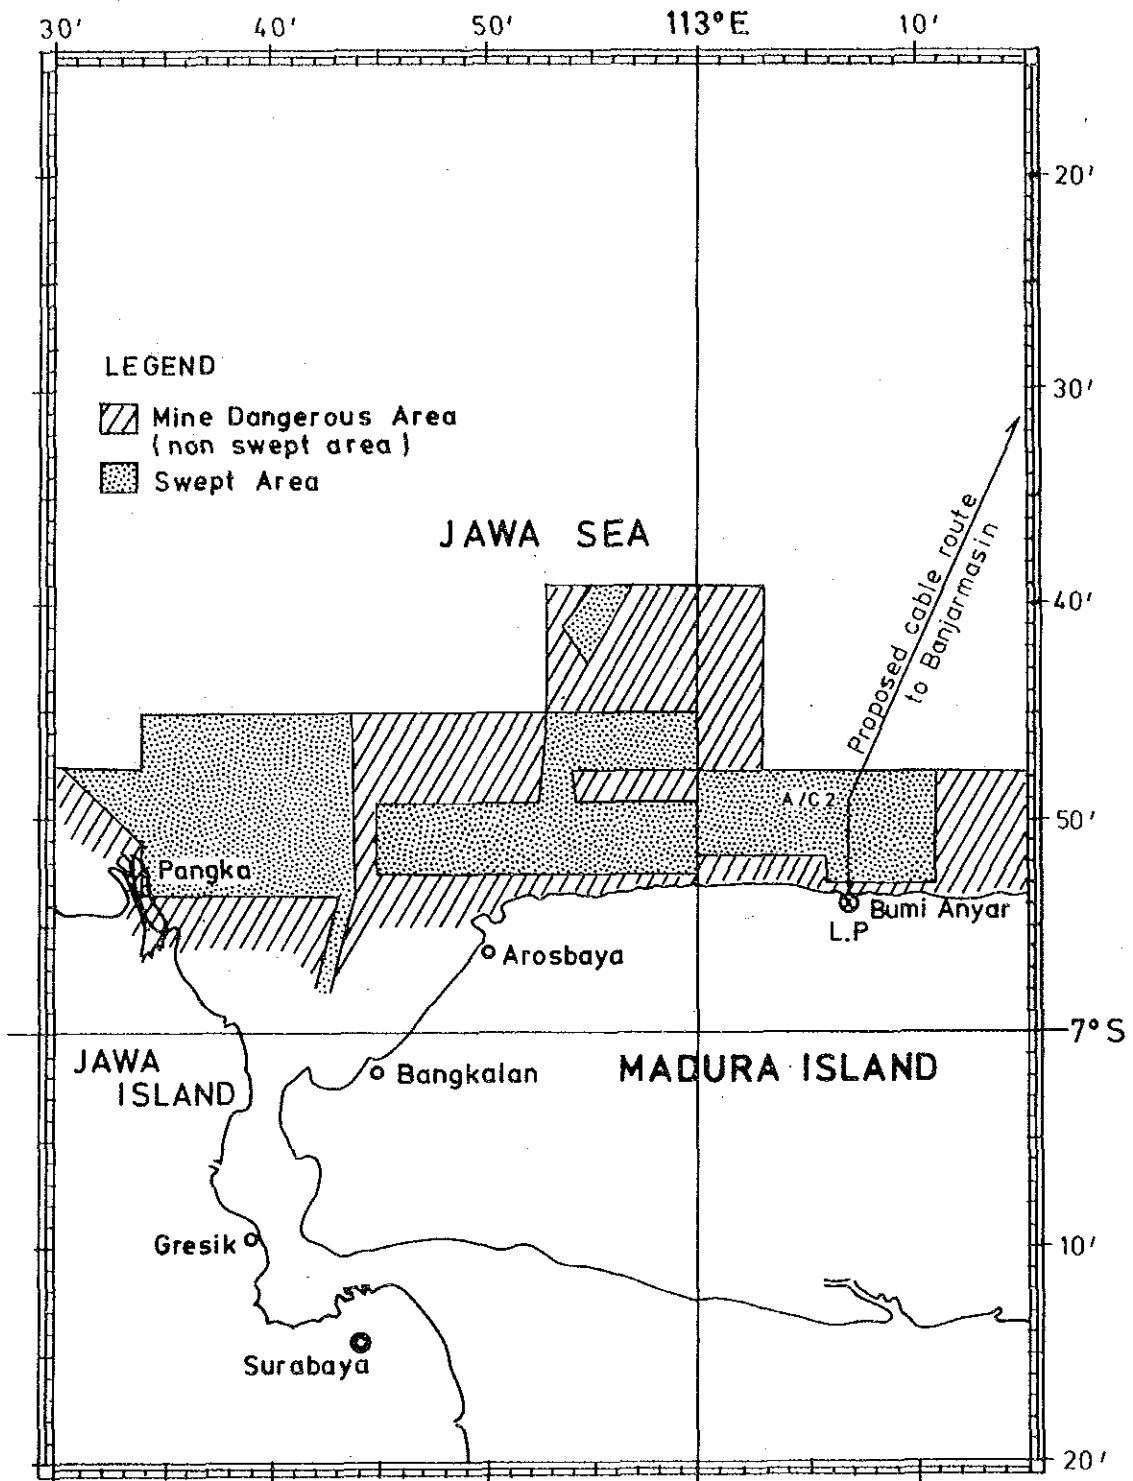 30' 40' 50' 113°E 10'
20'
30'
LEGEND
Mine Dangerous Area
(non swept area)
Swept Area
JAWA SEA
Proposed cable route
to Banjarmasin
40'
A/C2
50'
Pangka
Bumi Anyar
L.P
Arosbaya
7°S
JAWA
ISLAND
Bangkalan
MADURA ISLAND
Gresik
10'
Surabaya
20'